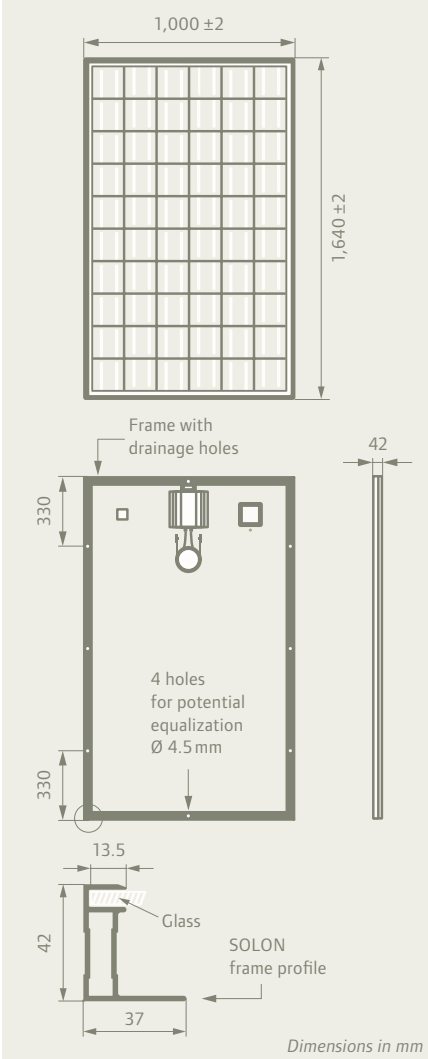 1,000 ±2
1,640 ±2
Frame with
drainage holes
42
330
4 holes
for potential
equalization
Ø 4.5 mm
330
13.5
Glass
42
SOLON
frame profile
37
Dimensions in mm